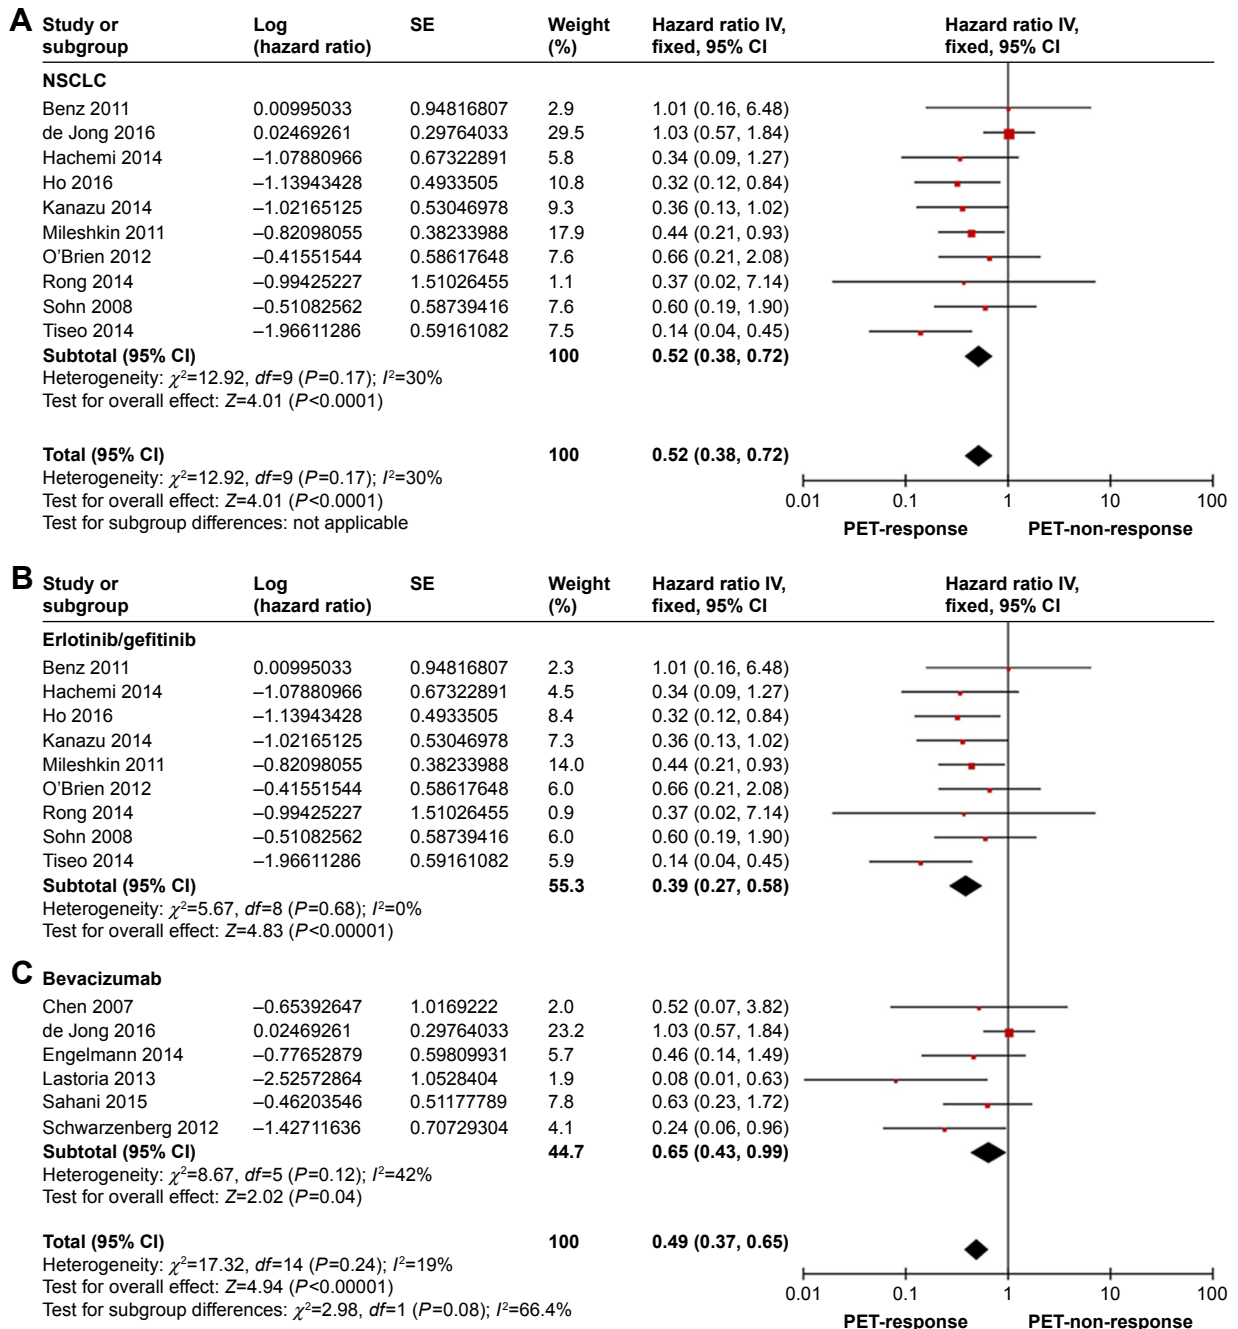 A Study or Log SE Weight Hazard ratio IV, Hazard ratio IV,
subgroup (hazard ratio) (%) fixed, 95% CI fixed, 95% CI
NSCLC
Benz 2011 0.00995033 0.94816807 2.9 1.01 (0.16, 6.48)
de Jong 2016 0.02469261 0.29764033 29.5 1.03 (0.57, 1.84)
Hachemi 2014 –1.07880966 0.67322891 5.8 0.34 (0.09, 1.27)
Ho 2016 –1.13943428 0.4933505 10.8 0.32 (0.12, 0.84)
Kanazu 2014 –1.02165125 0.53046978 9.3 0.36 (0.13, 1.02)
Mileshkin 2011 –0.82098055 0.38233988 17.9 0.44 (0.21, 0.93)
O’Brien 2012 –0.41551544 0.58617648 7.6 0.66 (0.21, 2.08)
Rong 2014 –0.99425227 1.51026455 1.1 0.37 (0.02, 7.14)
Sohn 2008 –0.51082562 0.58739416 7.6 0.60 (0.19, 1.90)
Tiseo 2014 –1.96611286 0.59161082 7.5 0.14 (0.04, 0.45)
Subtotal (95% CI) 100 0.52 (0.38, 0.72)
Heterogeneity: χ²=12.92, df=9 (P=0.17); I²=30%
Test for overall effect: Z=4.01 (P<0.0001)
Total (95% CI) 100 0.52 (0.38, 0.72)
Heterogeneity: χ²=12.92, df=9 (P=0.17); I²=30%
Test for overall effect: Z=4.01 (P<0.0001)
Test for subgroup differences: not applicable
0.01 0.1 1 10 100
PET-response PET-non-response
B Study or Log SE Weight Hazard ratio IV, Hazard ratio IV,
subgroup (hazard ratio) (%) fixed, 95% CI fixed, 95% CI
Erlotinib/gefitinib
Benz 2011 0.00995033 0.94816807 2.3 1.01 (0.16, 6.48)
Hachemi 2014 –1.07880966 0.67322891 4.5 0.34 (0.09, 1.27)
Ho 2016 –1.13943428 0.4933505 8.4 0.32 (0.12, 0.84)
Kanazu 2014 –1.02165125 0.53046978 7.3 0.36 (0.13, 1.02)
Mileshkin 2011 –0.82098055 0.38233988 14.0 0.44 (0.21, 0.93)
O’Brien 2012 –0.41551544 0.58617648 6.0 0.66 (0.21, 2.08)
Rong 2014 –0.99425227 1.51026455 0.9 0.37 (0.02, 7.14)
Sohn 2008 –0.51082562 0.58739416 6.0 0.60 (0.19, 1.90)
Tiseo 2014 –1.96611286 0.59161082 5.9 0.14 (0.04, 0.45)
Subtotal (95% CI) 55.3 0.39 (0.27, 0.58)
Heterogeneity: χ²=5.67, df=8 (P=0.68); I²=0%
Test for overall effect: Z=4.83 (P<0.00001)
C Bevacizumab
Chen 2007 –0.65392647 1.0169222 2.0 0.52 (0.07, 3.82)
de Jong 2016 0.02469261 0.29764033 23.2 1.03 (0.57, 1.84)
Engelmann 2014 –0.77652879 0.59809931 5.7 0.46 (0.14, 1.49)
Lastoria 2013 –2.52572864 1.0528404 1.9 0.08 (0.01, 0.63)
Sahani 2015 –0.46203546 0.51177789 7.8 0.63 (0.23, 1.72)
Schwarzenberg 2012 –1.42711636 0.70729304 4.1 0.24 (0.06, 0.96)
Subtotal (95% CI) 44.7 0.65 (0.43, 0.99)
Heterogeneity: χ²=8.67, df=5 (P=0.12); I²=42%
Test for overall effect: Z=2.02 (P=0.04)
Total (95% CI) 100 0.49 (0.37, 0.65)
Heterogeneity: χ²=17.32, df=14 (P=0.24); I²=19%
Test for overall effect: Z=4.94 (P<0.00001)
Test for subgroup differences: χ²=2.98, df=1 (P=0.08); I²=66.4%
0.01 0.1 1 10 100
PET-response PET-non-response